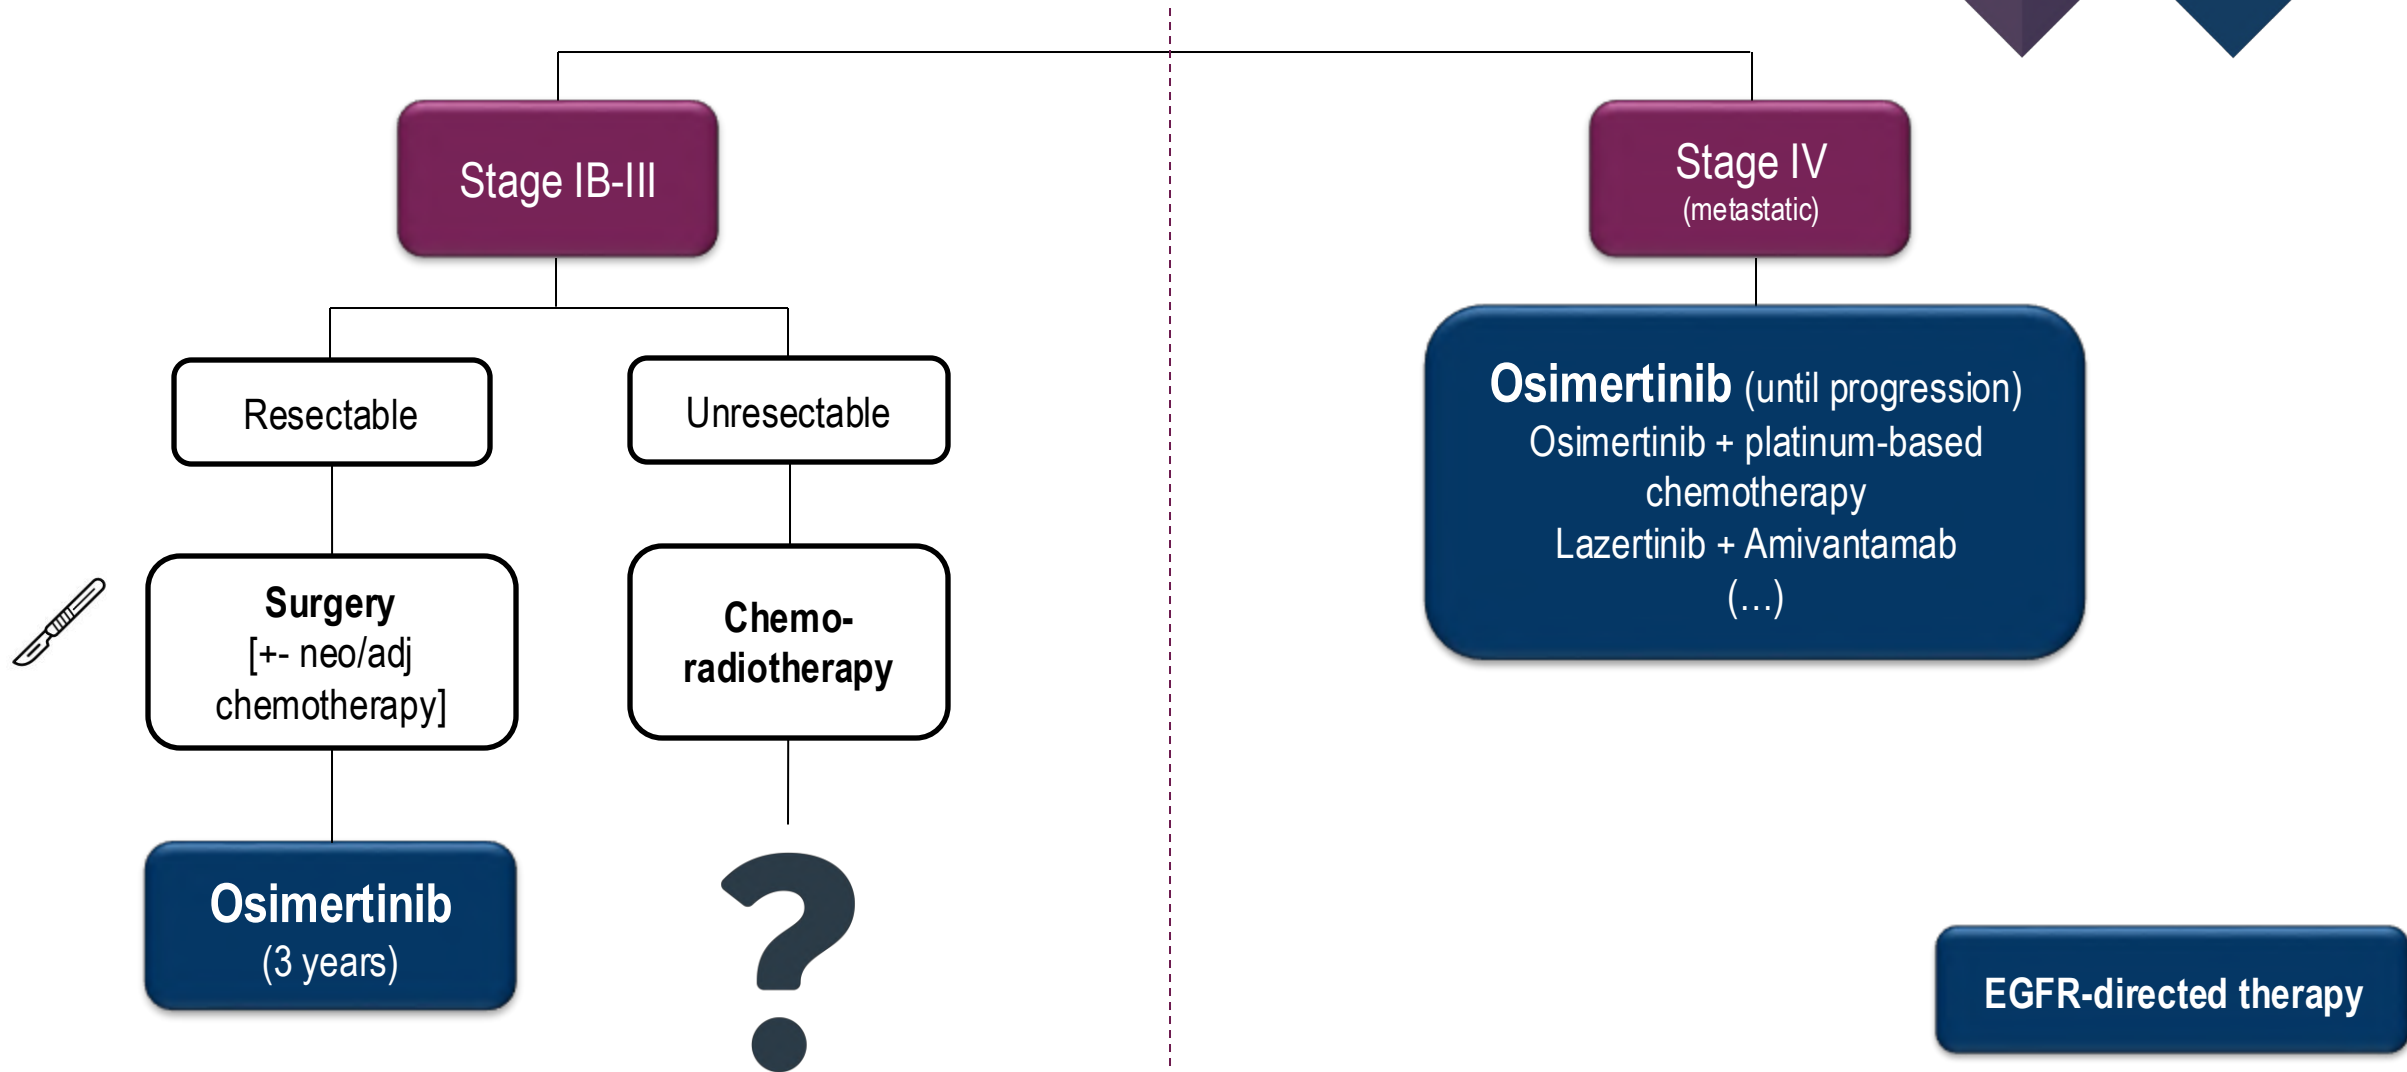 Stage IB-III
Stage IV
(metastatic)
Resectable
Unresectable
Osimertinib (until progression)
Osimertinib + platinum-based
chemotherapy
Lazertinib + Amivantamab
(...)
Surgery
[+- neo/adj
chemotherapy]
Chemo-
radiotherapy
Osimertinib
(3 years)
?
EGFR-directed therapy